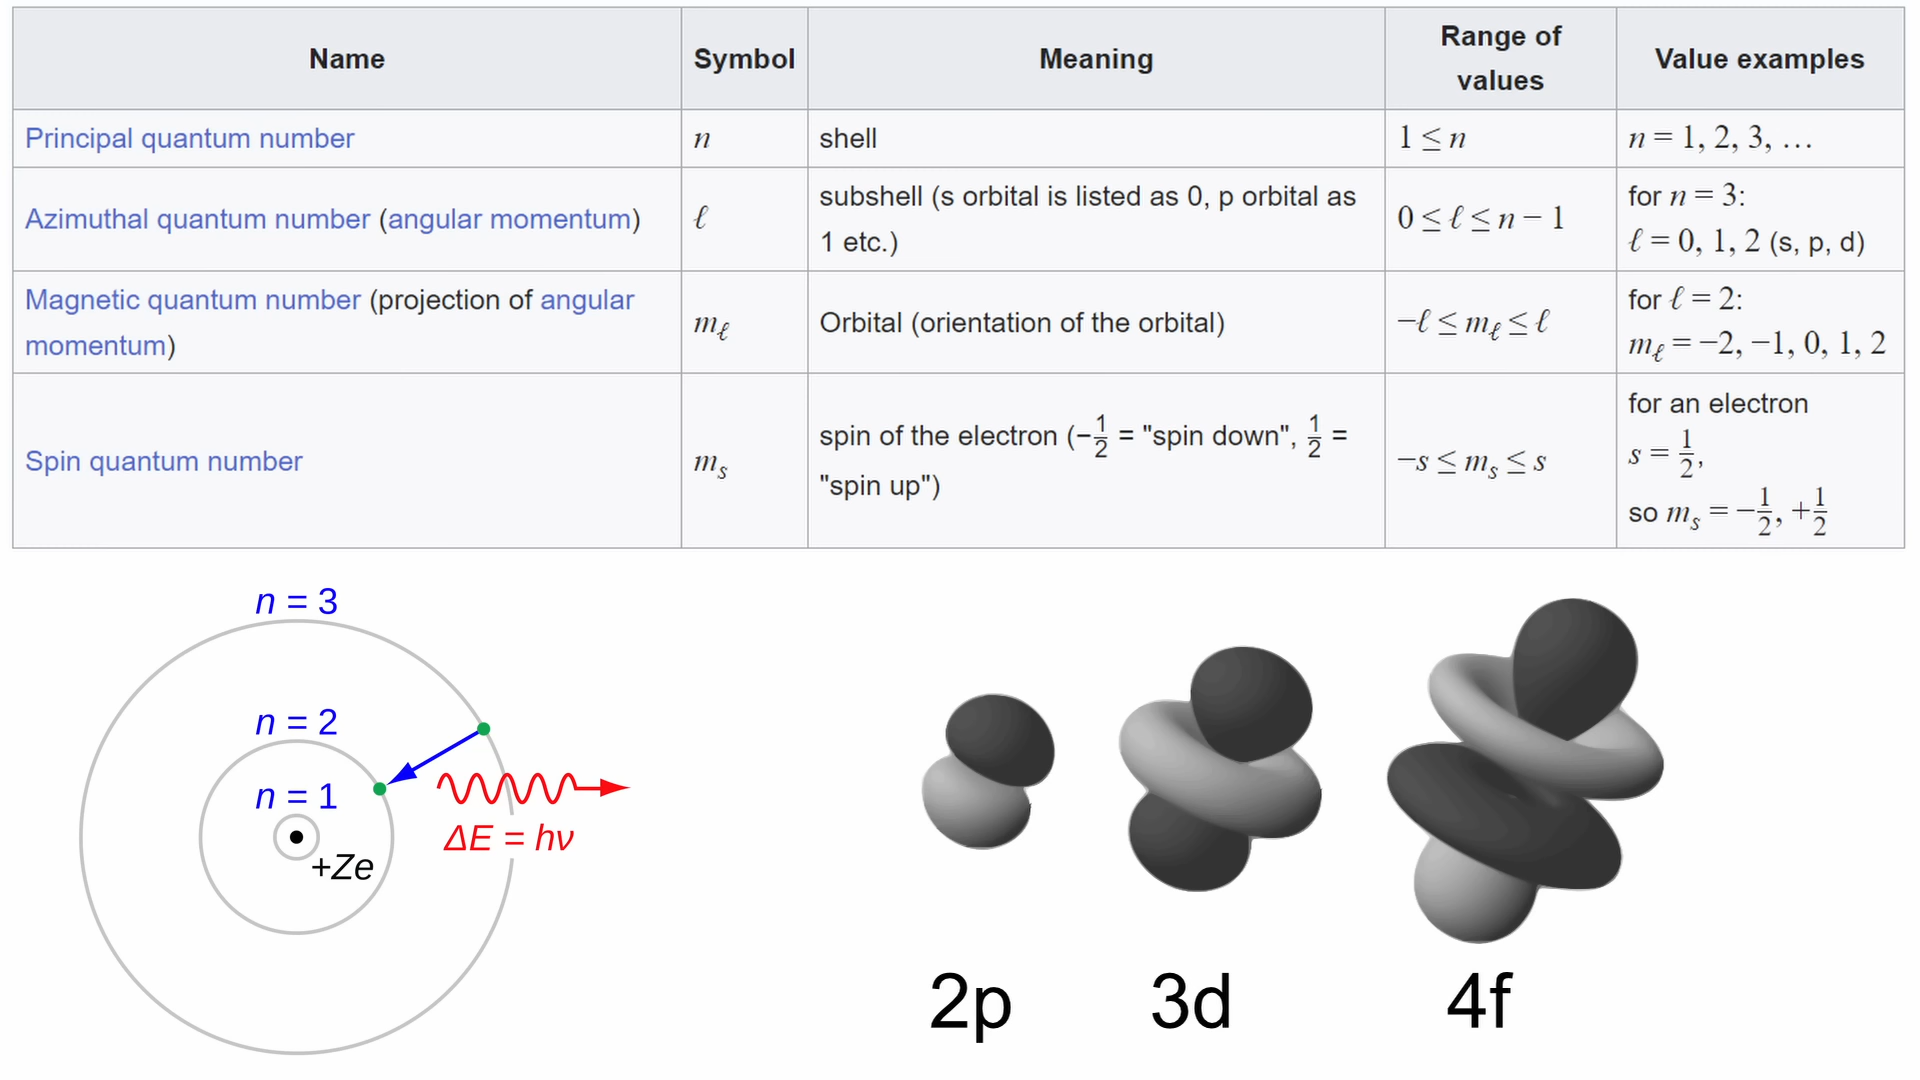 Name
Symbol
Meaning
Range of
values
Value examples
Principal quantum number
n
shell
1 ≤ n
n = 1, 2, 3, …
Azimuthal quantum number (angular momentum)
ℓ
subshell (s orbital is listed as 0, p orbital as
1 etc.)
0 ≤ ℓ ≤ n − 1
for n = 3:
ℓ = 0, 1, 2 (s, p, d)
Magnetic quantum number (projection of angular
momentum)
mℓ
Orbital (orientation of the orbital)
−ℓ ≤ mℓ ≤ ℓ
for ℓ = 2:
mℓ = −2, −1, 0, 1, 2
Spin quantum number
ms
spin of the electron (−1/2 = "spin down", 1/2 =
"spin up")
−s ≤ ms ≤ s
for an electron
s = 1/2,
so ms = −1/2, +1/2
n = 3
n = 2
n = 1
+Ze
ΔE = hν
2p
3d
4f